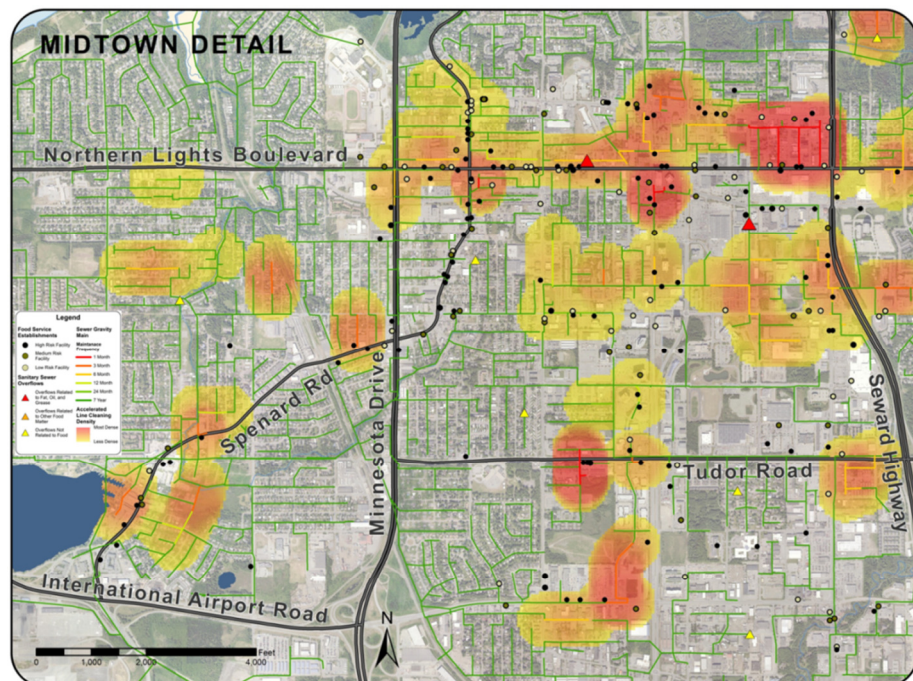 MIDTOWN DETAIL
Northern Lights Boulevard
Legend
Food Service
Establishments
High Risk Facility
Medium Risk
Facility
Low Risk Facility
Sanitary Sewer
Overflows
Overflows Related
to Fat, Oil, and
Grease
Overflows Related
to Other Food
Matter
Overflows Not
Related to Food
Sewer Gravity
Main
Maintenance
Frequency
1 Month
3 Month
6 Month
12 Month
24 Month
7 Year
Accelerated
Line Cleaning
Density
Most Dense
Less Dense
Spenard Rd
Minnesota Drive
Seward Highway
Tudor Road
International Airport Road
N
0 1,000 2,000 4,000
Feet